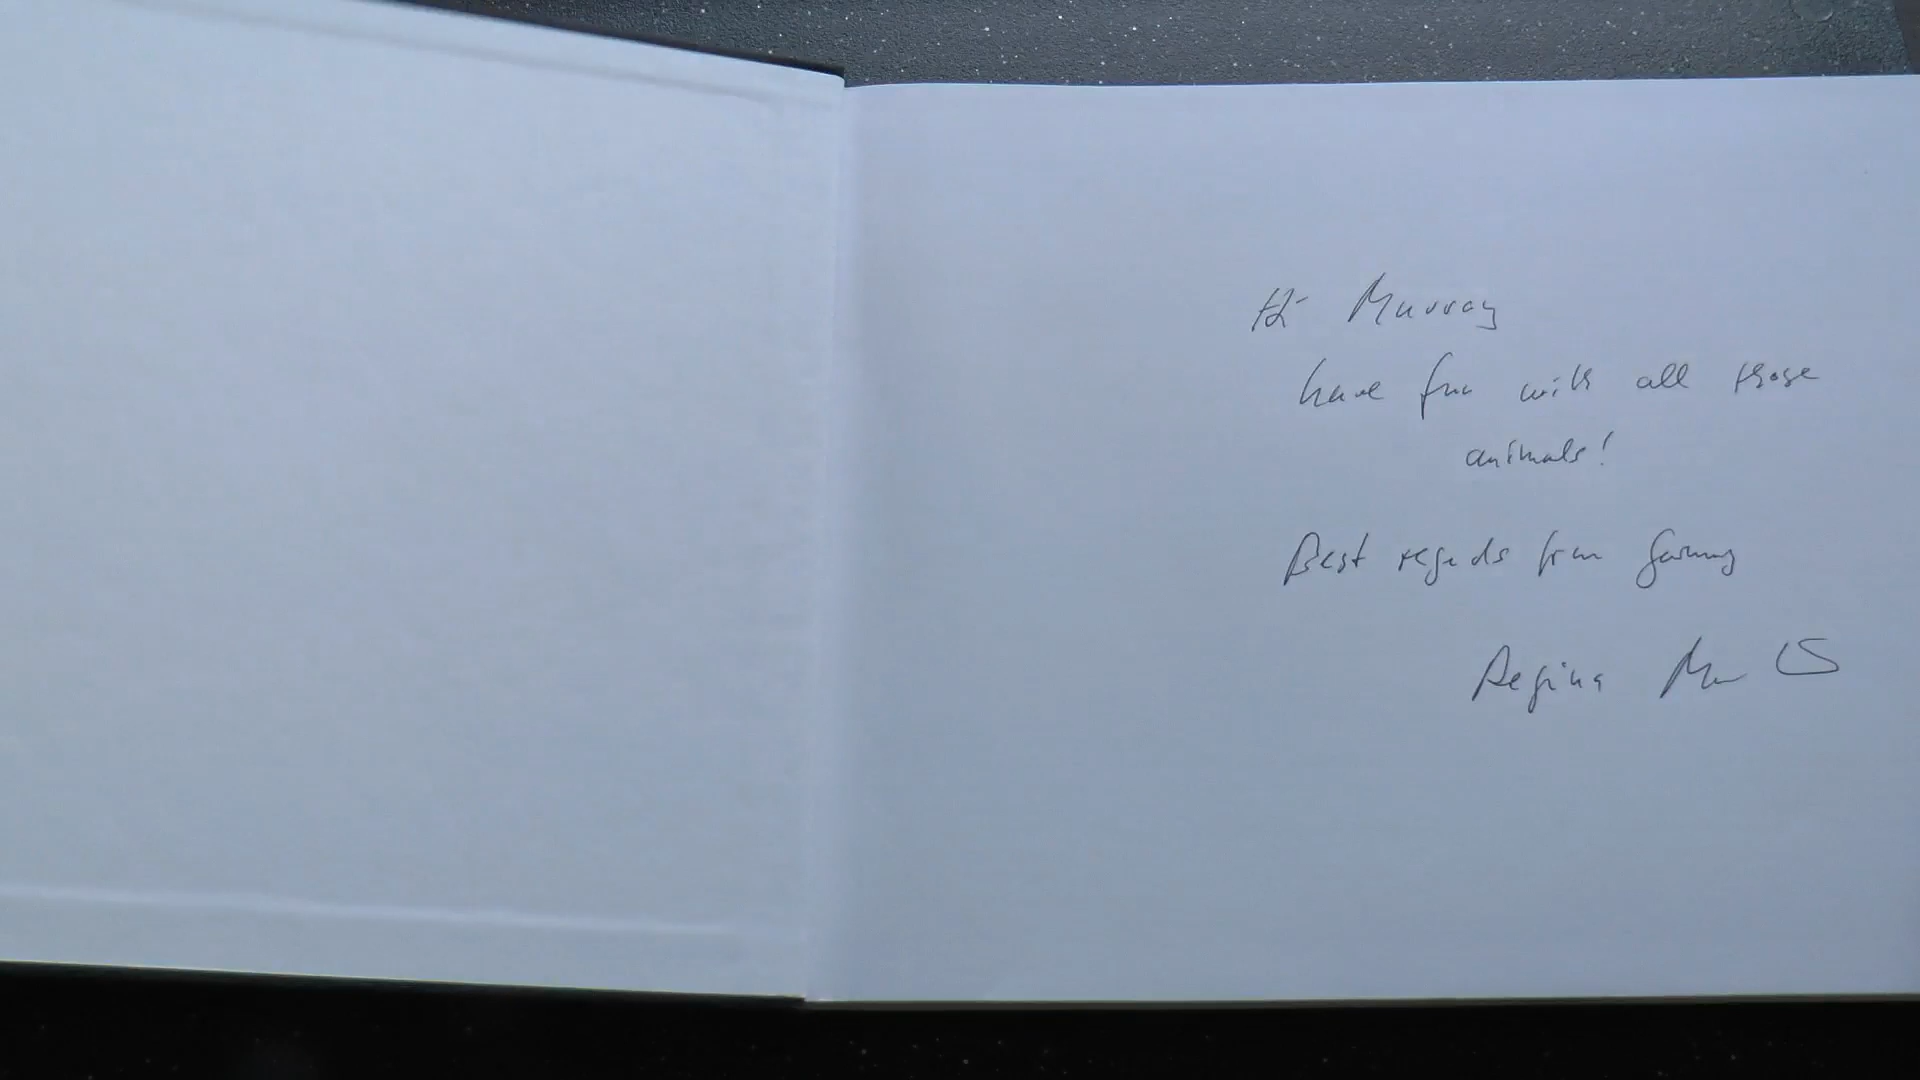 Hi Murray
have fun with all those
animals!
Best regards from Germany
Regina